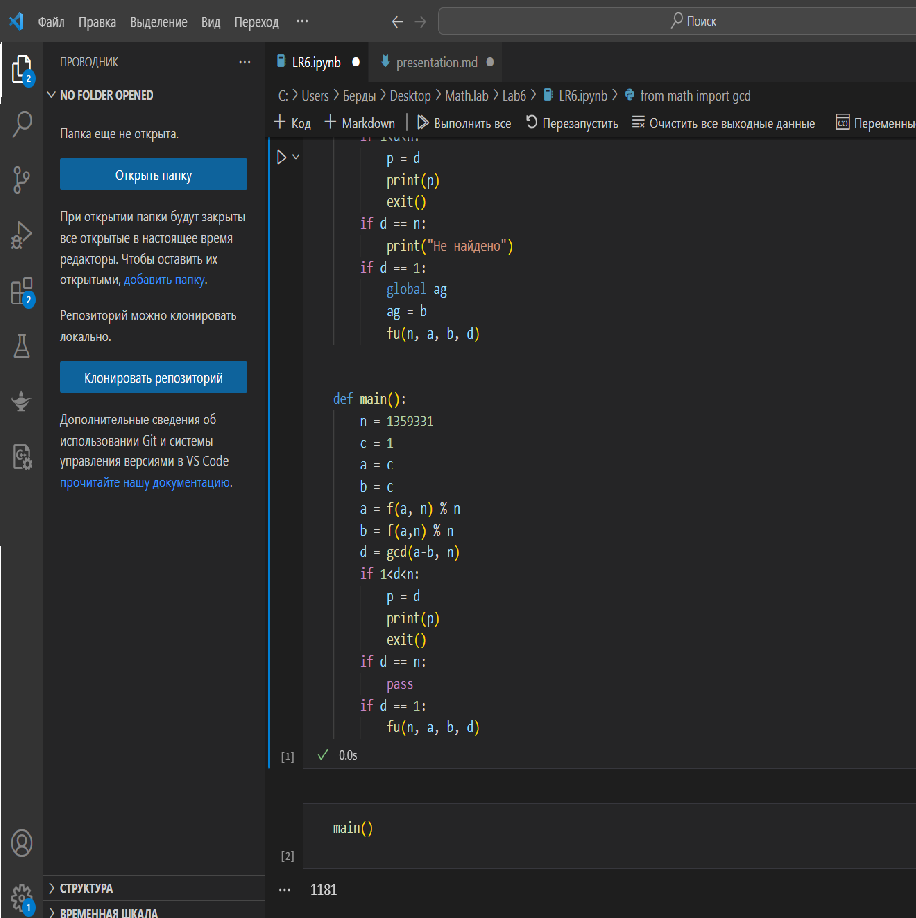 Файл Правка Выделение Вид Переход ··· Поиск
ПРОВОДНИК ···
NO FOLDER OPENED
Папка еще не открыта.
Открыть папку
При открытии папки будут закрыты
все открытые в настоящее время
редакторы. Чтобы оставить их
открытыми, добавить папку.
Репозиторий можно клонировать
локально.
Клонировать репозиторий
Дополнительные сведения об
использовании Git и системы
управления версиями в VS Code
прочитайте нашу документацию.
СТРУКТУРА
ВРЕМЕННАЯ ШКАЛА
2
2
1
LR6.ipynb presentation.md
C: > Users > Берды > Desktop > Math.lab > Lab6 > LR6.ipynb > from math import gcd
+ Код + Markdown Выполнить все Перезапустить Очистить все выходные данные Переменны
if 1<d<n:
p = d
print(p)
exit()
if d == n:
print("Не найдено")
if d == 1:
global ag
ag = b
fu(n, a, b, d)
def main():
n = 1359331
c = 1
a = c
b = c
a = f(a, n) % n
b = f(a,n) % n
d = gcd(a-b, n)
if 1<d<n:
p = d
print(p)
exit()
if d == n:
pass
if d == 1:
fu(n, a, b, d)
[1] 0.0s
main()
[2]
··· 1181